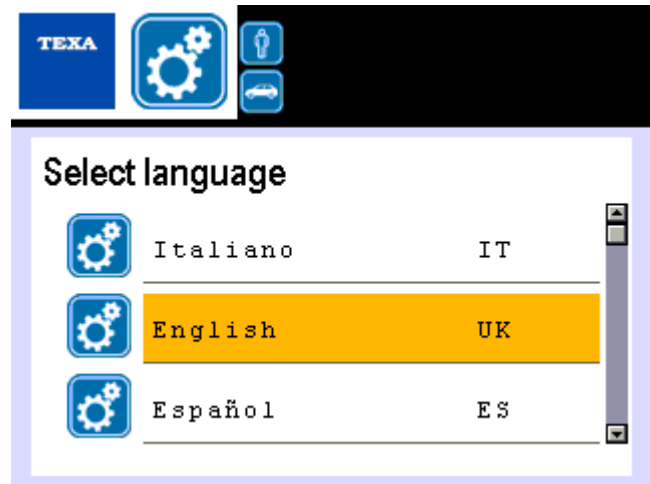 TEXA
Select language
Italiano IT
English UK
Español ES